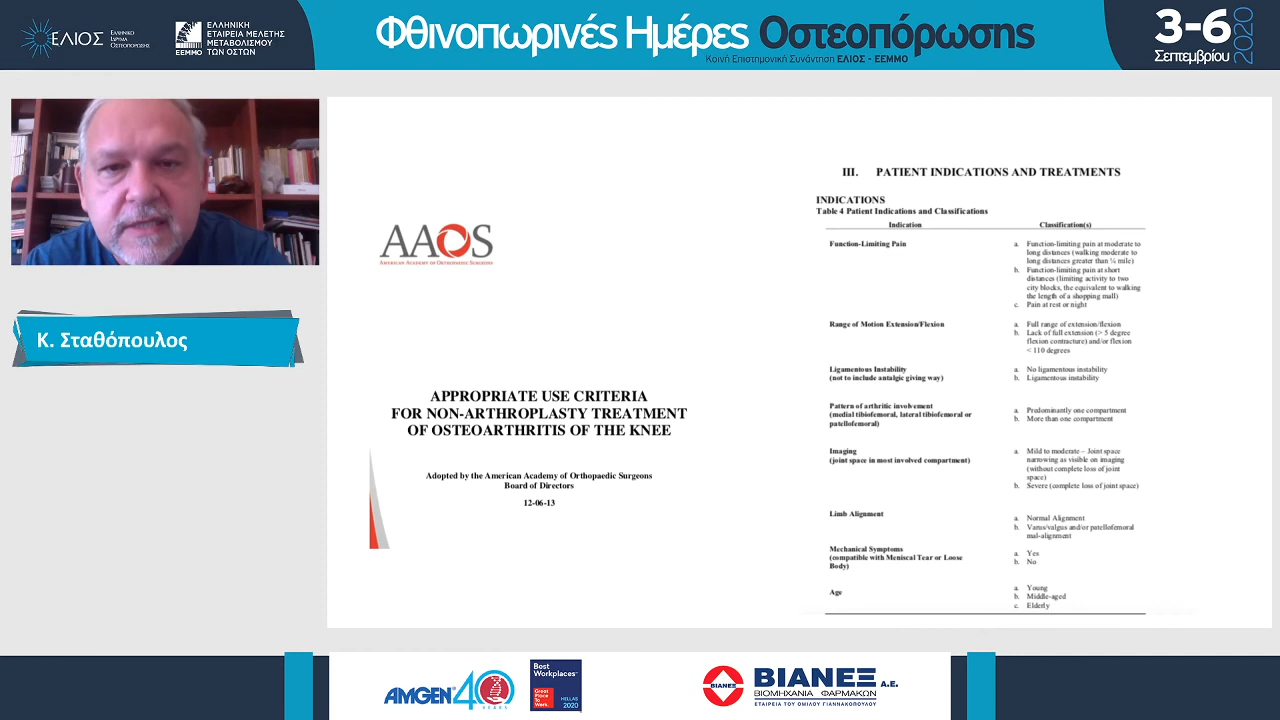 ΕΛΙΟΣ
ΕΛΛΗΝΙΚΟ
ΙΔΡΥΜΑ
ΟΣΤΕΟΠΟΡΩΣΗΣ
ΕΕΜΜΟ
ΕΛΛΗΝΙΚΗ
ΕΤΑΙΡΕΙΑ ΜΕΛΕΤΗΣ
ΜΕΤΑΒΟΛΙΣΜΟΥ
ΤΩΝ ΟΣΤΩΝ
Φθινοπωρινές Ημέρες Οστεοπόρωσης
Κοινή Επιστημονική Συνάντηση ΕΛΙΟΣ - ΕΕΜΜΟ
3-6
Σεπτεμβρίου
2020
Κ. Σταθόπουλος
AAOS
AMERICAN ACADEMY OF ORTHOPAEDIC SURGEONS
APPROPRIATE USE CRITERIA
FOR NON-ARTHROPLASTY TREATMENT
OF OSTEOARTHRITIS OF THE KNEE
Adopted by the American Academy of Orthopaedic Surgeons
Board of Directors
12-06-13
III. PATIENT INDICATIONS AND TREATMENTS
INDICATIONS
Table 4 Patient Indications and Classifications
Indication Classification(s)
Function-Limiting Pain
a. Function-limiting pain at moderate to
long distances (walking moderate to
long distances greater than ¼ mile)
b. Function-limiting pain at short
distances (limiting activity to two
city blocks, the equivalent to walking
the length of a shopping mall)
c. Pain at rest or night
Range of Motion Extension/Flexion
a. Full range of extension/flexion
b. Lack of full extension (> 5 degree
flexion contracture) and/or flexion
< 110 degrees
Ligamentous Instability
(not to include antalgic giving way)
a. No ligamentous instability
b. Ligamentous instability
Pattern of arthritic involvement
(medial tibiofemoral, lateral tibiofemoral or
patellofemoral)
a. Predominantly one compartment
b. More than one compartment
Imaging
(joint space in most involved compartment)
a. Mild to moderate – Joint space
narrowing as visible on imaging
(without complete loss of joint
space)
b. Severe (complete loss of joint space)
Limb Alignment
a. Normal Alignment
b. Varus/valgus and/or patellofemoral
mal-alignment
Mechanical Symptoms
(compatible with Meniscal Tear or Loose
Body)
a. Yes
b. No
Age
a. Young
b. Middle-aged
c. Elderly
AMGEN 40
YEARS
Best
Workplaces™
Great
Place
To
Work.
HELLAS
2020
ΒΙΑΝΕΞ
ΒΙΑΝΕΞ Α.Ε.
ΒΙΟΜΗΧΑΝΙΑ ΦΑΡΜΑΚΩΝ
ΕΤΑΙΡΕΙΑ ΤΟΥ ΟΜΙΛΟΥ ΓΙΑΝΝΑΚΟΠΟΥΛΟΥ